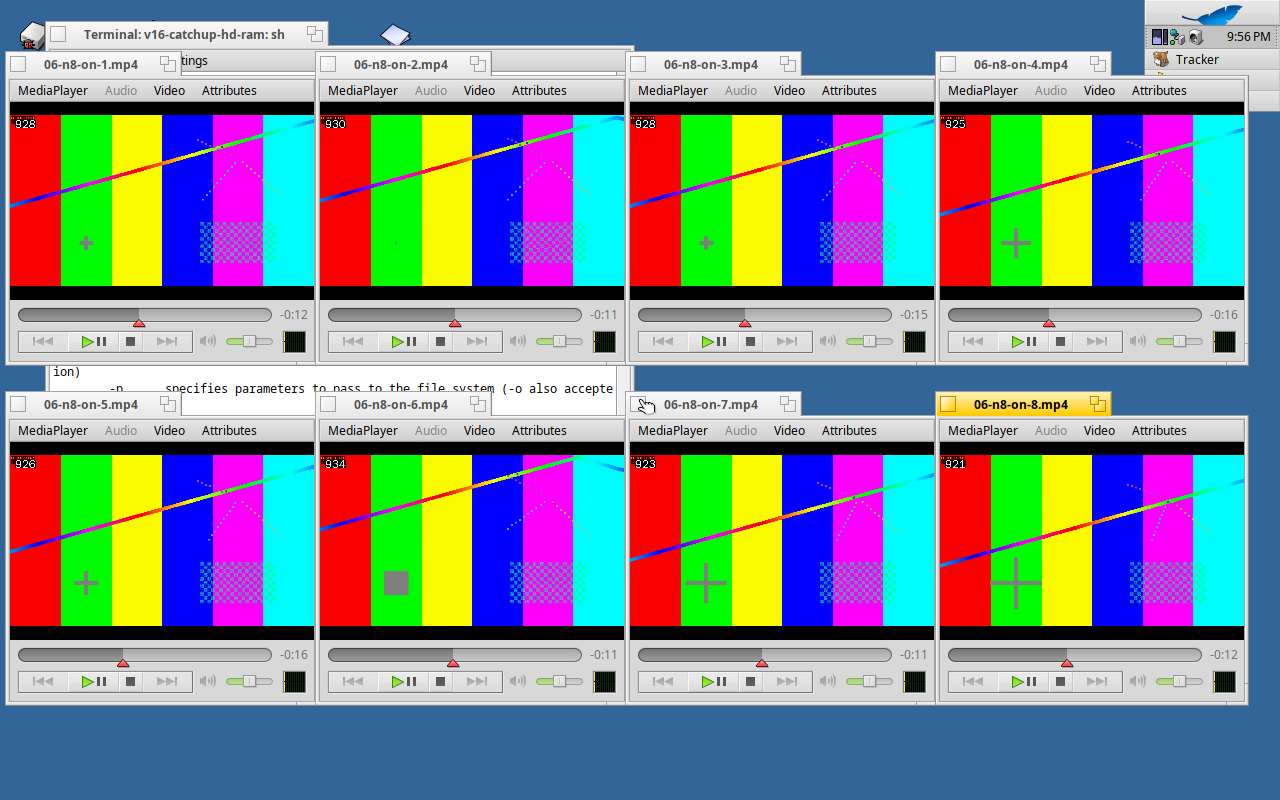 Terminal: v16-catchup-hd-ram: sh
9:56 PM
tings
Tracker
06-n8-on-1.mp4
MediaPlayer Audio Video Attributes
928
-0:12
06-n8-on-2.mp4
MediaPlayer Audio Video Attributes
930
-0:11
06-n8-on-3.mp4
MediaPlayer Audio Video Attributes
928
-0:15
06-n8-on-4.mp4
MediaPlayer Audio Video Attributes
925
-0:16
ion)
-p specifies parameters to pass to the file system (-o also accepte
06-n8-on-5.mp4
MediaPlayer Audio Video Attributes
926
-0:16
06-n8-on-6.mp4
MediaPlayer Audio Video Attributes
934
-0:11
06-n8-on-7.mp4
MediaPlayer Audio Video Attributes
923
-0:11
06-n8-on-8.mp4
MediaPlayer Audio Video Attributes
921
-0:12